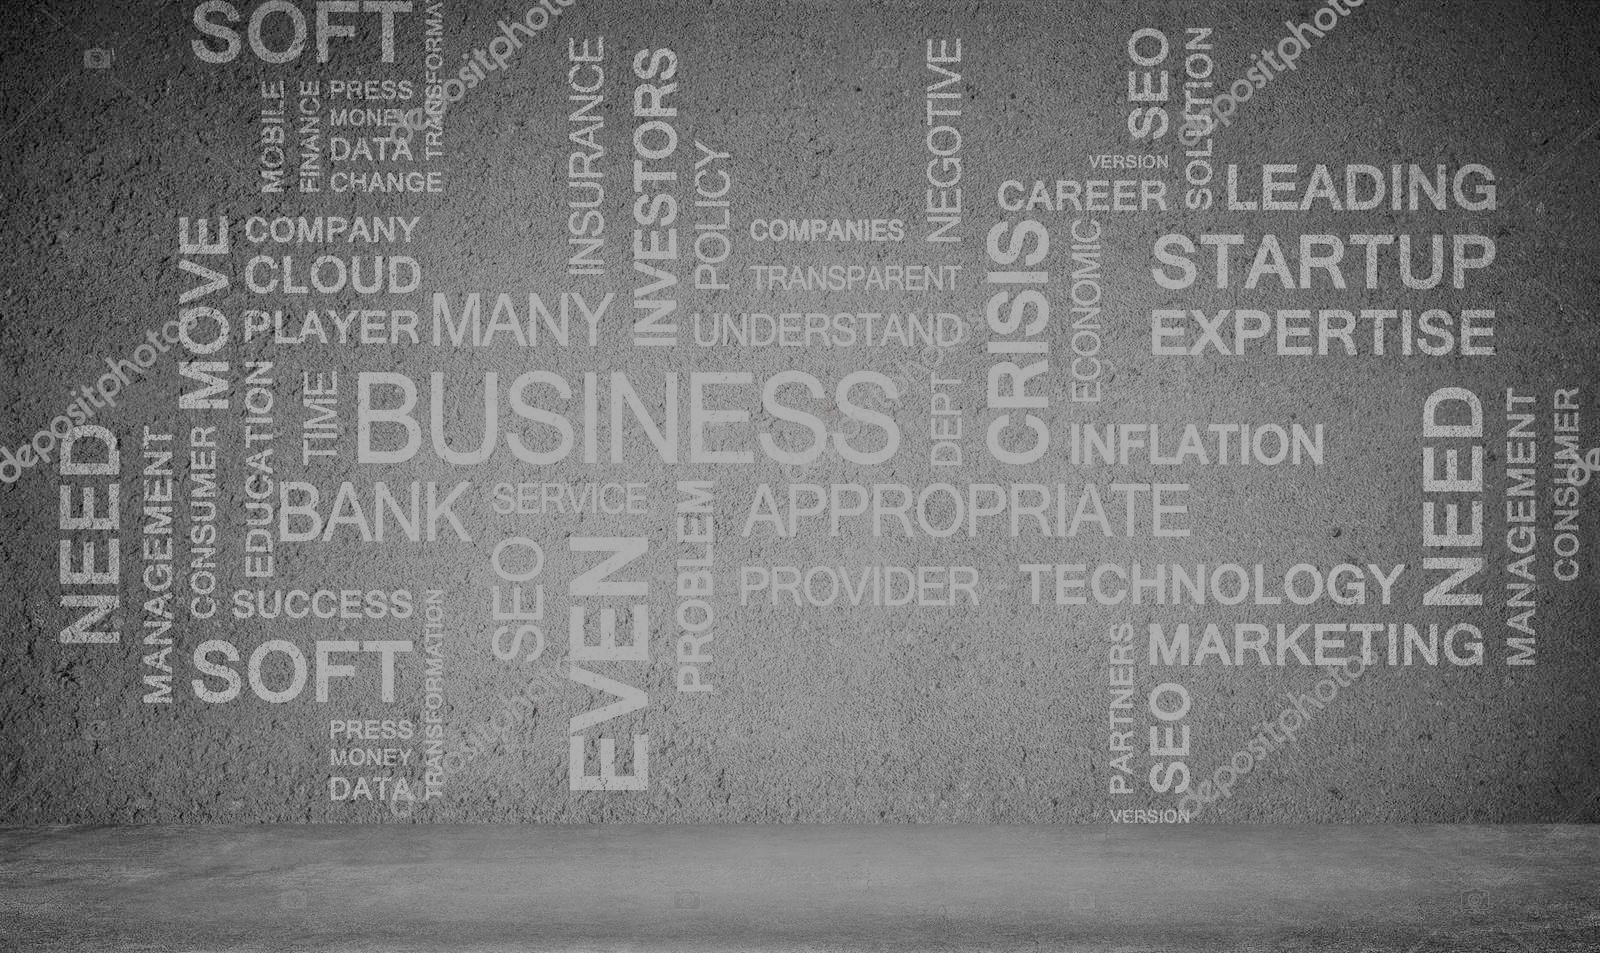 SOFT
MOBILE
FINANCE
PRESS
MONEY
DATA
CHANGE
TRANSFORMA
INSURANCE
INVESTORS
POLICY
NEGOTIVE
SEO
SOLUTION
VERSION
CAREER
LEADING
MOVE
COMPANY
CLOUD
PLAYER
MANY
COMPANIES
TRANSPARENT
UNDERSTAND
CRISIS
ECONOMIC
STARTUP
EXPERTISE
EDUCATION
TIME
BUSINESS
DEPT
INFLATION
NEED
MANAGEMENT
CONSUMER
NEED
MANAGEMENT
CONSUMER
BANK
SERVICE
PROBLEM
APPROPRIATE
SEO
EVEN
PROVIDER
TECHNOLOGY
SUCCESS
SOFT
TRANSFORMATION
MARKETING
PARTNERS
SEO
PRESS
MONEY
DATA
VERSION
depositphotos
depositphotos
depositphotos
depositphotos
depositphotos
depositphotos